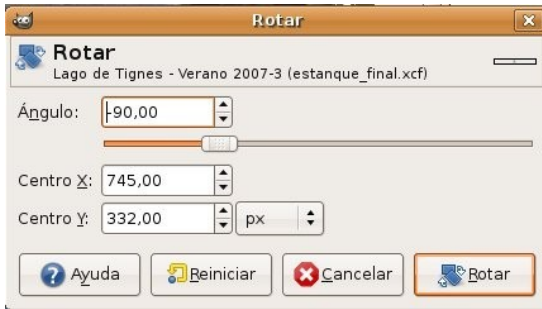 Rotar
Rotar
Lago de Tignes - Verano 2007-3 (estanque_final.xcf)
Ángulo: -90,00
Centro X: 745,00
Centro Y: 332,00 px
Ayuda Reiniciar Cancelar Rotar